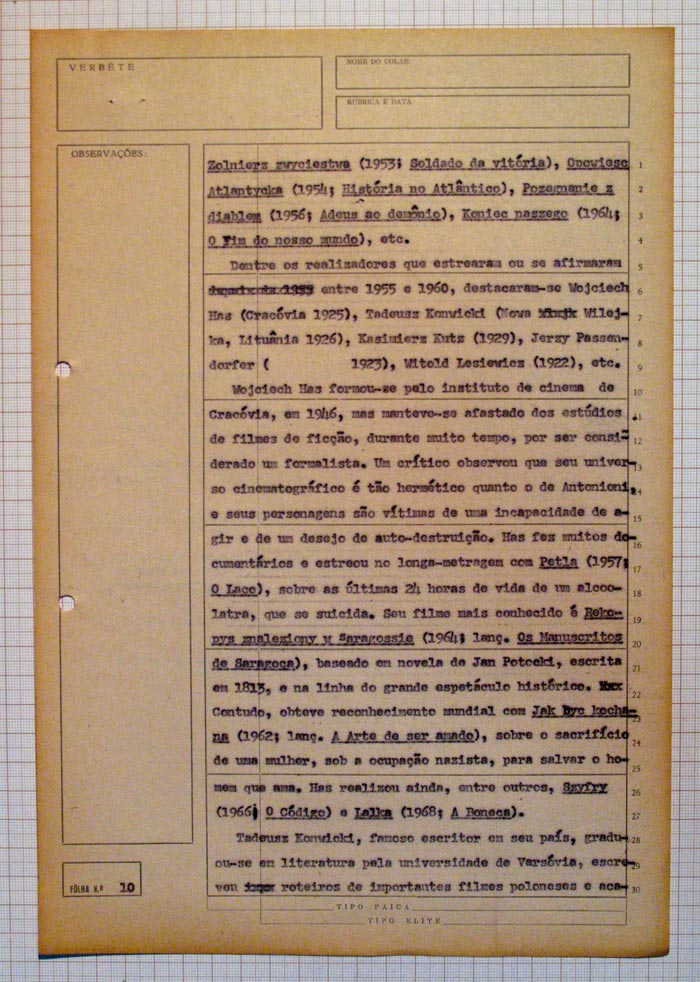 VERBÊTE
NOME DO COLAB.
RUBRICA E DATA
OBSERVAÇÕES:
Zolnierz zwyciestwa (1953; Soldado da vitória), Opowiesc 1
Atlantycka (1954; História no Atlântico), Pozegnanie z 2
diablem (1956; Adeus ao demônio), Koniec naszego (1964; 3
O Fim do nosso mundo), etc. 4
Dentre os realizadores que estrearam ou se afirmaram 5
entre 1955 e 1960, destacaram-se Wojciech 6
Has (Cracóvia 1925), Tadeusz Konwicki (Nowa Wilej- 7
ka, Lituânia 1926), Kasimierz Kutz (1929), Jerzy Passen- 8
dorfer ( 1923), Witold Lesiewicz (1922), etc. 9
Wojciech Has formou-se pelo instituto de cinema de 10
Cracóvia, em 1946, mas manteve-se afastado dos estúdios 11
de filmes de ficção, durante muito tempo, por ser consi- 12
derado um formalista. Um crítico observou que seu univer- 13
so cinematográfico é tão hermético quanto o de Antonioni, 14
e seus personagens são vítimas de uma incapacidade de a- 15
gir e de um desejo de auto-destruição. Has fez muitos do- 16
cumentários e estreou no longa-metragem com Petla (1957; 17
O Laço), sobre as últimas 24 horas de vida de um alcoo- 18
latra, que se suicida. Seu filme mais conhecido é Reko- 19
pys znaleziony w Saragossie (1964; lanç. Os Manuscritos 20
de Saragoça), baseado em novela de Jan Potocki, escrita 21
em 1813, e na linha do grande espetáculo histórico. 22
Contudo, obteve reconhecimento mundial com Jak Byc kocha- 23
na (1962; lanç. A Arte de ser amado), sobre o sacrifício 24
de uma mulher, sob a ocupação nazista, para salvar o ho- 25
mem que ama. Has realizou ainda, entre outros, Szyfry 26
(1966; O Código) e Lalka (1968; A Boneca). 27
Tadeusz Konwicki, famoso escritor em seu país, gradu- 28
ou-se em literatura pela universidade de Varsóvia, escre- 29
veu roteiros de importantes filmes poloneses e aca- 30
FÔLHA N.º 10
TIPO PAICA
TIPO ELITE